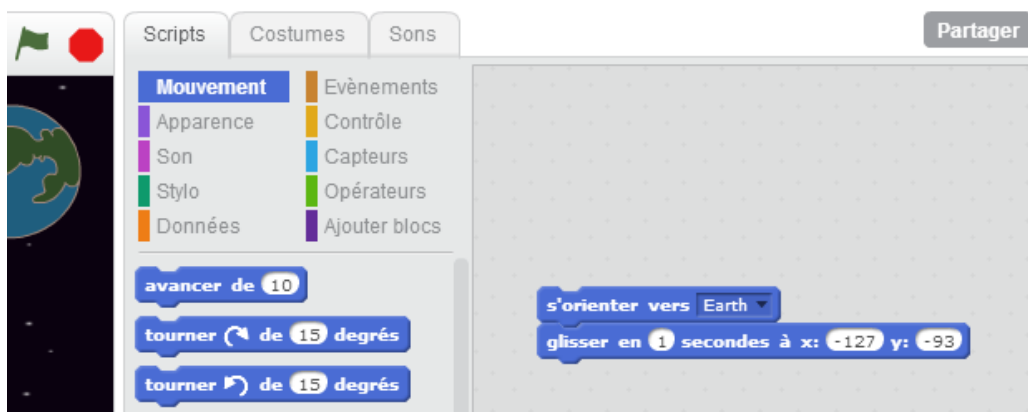 Scripts Costumes Sons Partager
Mouvement Evènements
Apparence Contrôle
Son Capteurs
Stylo Opérateurs
Données Ajouter blocs
avancer de 10
tourner de 15 degrés
tourner de 15 degrés
s'orienter vers Earth
glisser en 1 secondes à x: -127 y: -93